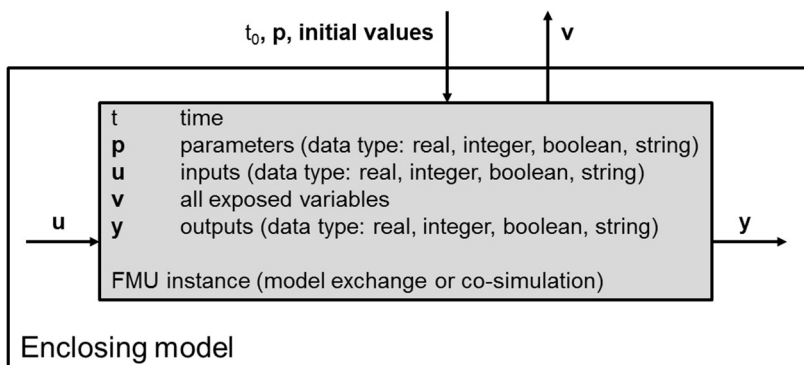 t₀, p, initial values
v
t time
p parameters (data type: real, integer, boolean, string)
u inputs (data type: real, integer, boolean, string)
v all exposed variables
y outputs (data type: real, integer, boolean, string)
u
y
FMU instance (model exchange or co-simulation)
Enclosing model